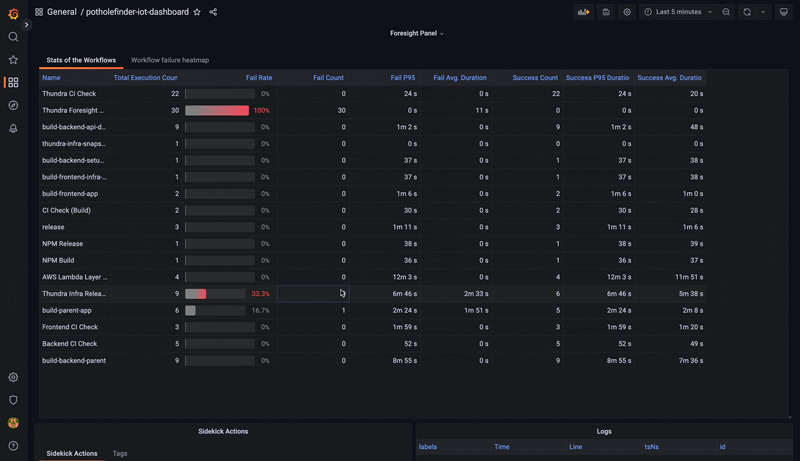 General / potholefinder-iot-dashboard
Last 5 minutes
Foresight Panel
Stats of the Workflows Workflow failure heatmap
Name Total Execution Coun Fail Rate Fail Count Fail P95 Fail Avg. Duration Success Count Success P95 Duratio Success Avg. Duratio
Thundra CI Check 22 0% 0 24 s 0 s 22 24 s 20 s
Thundra Foresight ... 30 100% 30 0 s 11 s 0 0 s 0 s
build-backend-api-d... 9 0% 0 1m 2 s 0 s 9 1m 2 s 48 s
thundra-infra-snaps... 1 0% 0 0 s 0 s 0 0 s 0 s
build-backend-setu... 1 0% 0 37 s 0 s 1 37 s 38 s
build-frontend-infra-... 1 0% 0 37 s 0 s 1 37 s 38 s
build-frontend-app 2 0% 0 1m 6 s 0 s 2 1m 6 s 1m 0 s
CI Check (Build) 2 0% 0 30 s 0 s 2 30 s 28 s
release 3 0% 0 1m 11 s 0 s 3 1m 11 s 1m 6 s
NPM Release 1 0% 0 38 s 0 s 1 38 s 39 s
NPM Build 1 0% 0 36 s 0 s 1 36 s 37 s
AWS Lambda Layer ... 4 0% 0 12m 3 s 0 s 4 12m 3 s 11m 51 s
Thundra Infra Relea... 9 33.3% 6m 46 s 2m 33 s 6 6m 46 s 5m 38 s
build-parent-app 6 16.7% 1 2m 24 s 1m 51 s 5 2m 24 s 2m 8 s
Frontend CI Check 3 0% 0 1m 59 s 0 s 3 1m 59 s 1m 20 s
Backend CI Check 5 0% 0 52 s 0 s 5 52 s 49 s
build-backend-parent 9 0% 0 8m 55 s 0 s 9 8m 55 s 7m 36 s
Sidekick Actions
Sidekick Actions Tags
Logs
labels Time Line tsNs id